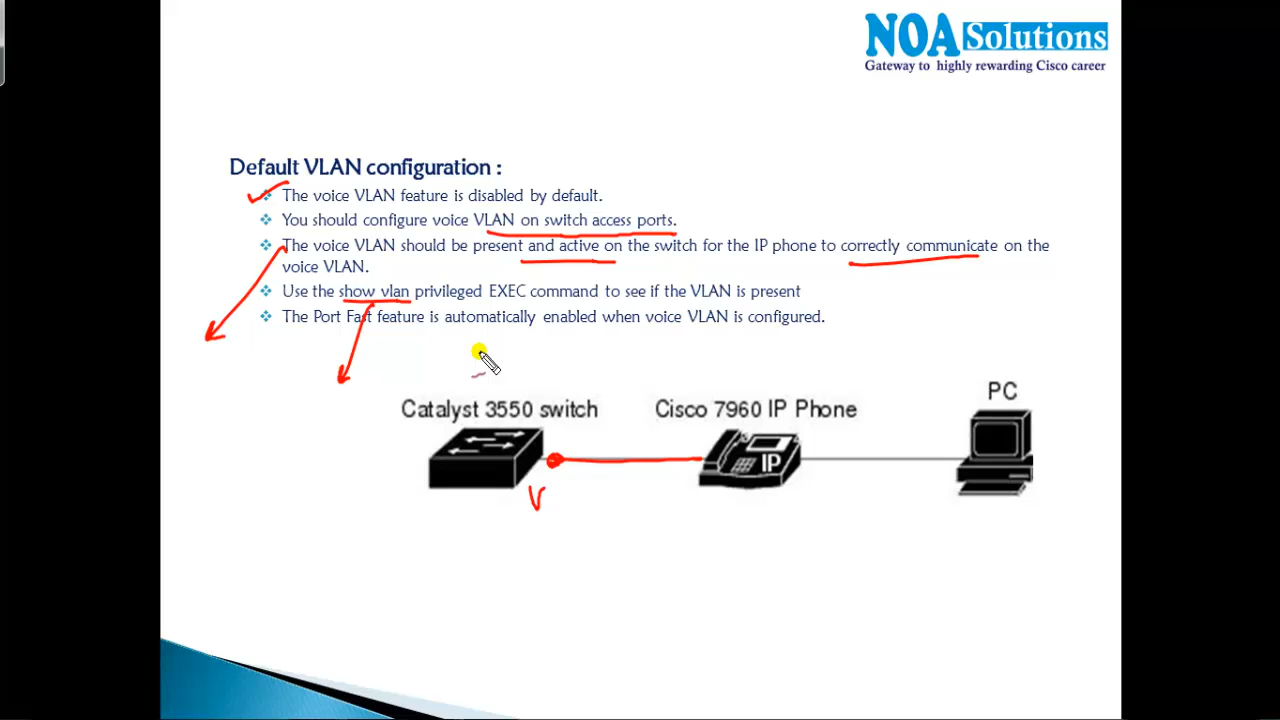 NOA Solutions
Gateway to highly rewarding Cisco career
Default VLAN configuration :
The voice VLAN feature is disabled by default.
You should configure voice VLAN on switch access ports.
The voice VLAN should be present and active on the switch for the IP phone to correctly communicate on the
voice VLAN.
Use the show vlan privileged EXEC command to see if the VLAN is present
The Port Fast feature is automatically enabled when voice VLAN is configured.
PC
Catalyst 3550 switch Cisco 7960 IP Phone
IP
V